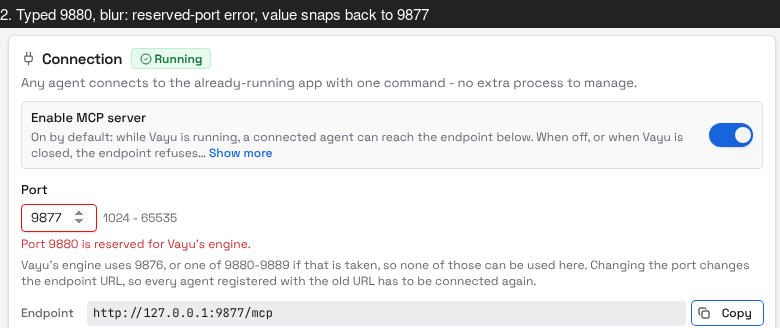 2. Typed 9880, blur: reserved-port error, value snaps back to 9877
Connection Running
Any agent connects to the already-running app with one command - no extra process to manage.
Enable MCP server
On by default: while Vayu is running, a connected agent can reach the endpoint below. When off, or when Vayu is
closed, the endpoint refuses... Show more
Port
9877 1024 - 65535
Port 9880 is reserved for Vayu's engine.
Vayu's engine uses 9876, or one of 9880-9889 if that is taken, so none of those can be used here. Changing the port changes
the endpoint URL, so every agent registered with the old URL has to be connected again.
Endpoint http://127.0.0.1:9877/mcp Copy